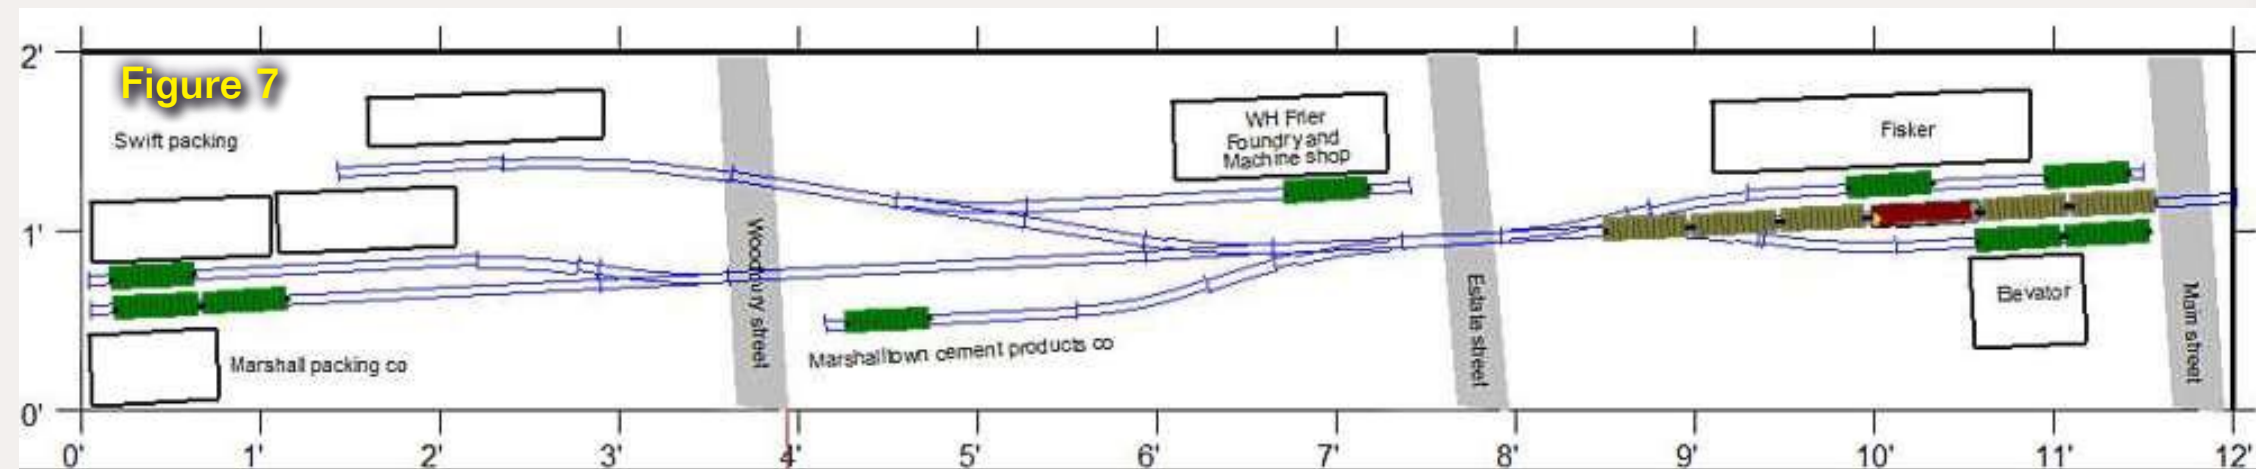 2'
Figure 7
Swift packing
WH Frier
Foundry and
Machine shop
Fisker
1'
Woodbury street
Estate street
Elevator
Main street
Marshalltown cement products co
Marshall packing co
0'
0' 1' 2' 3' 4' 5' 6' 7' 8' 9' 10' 11' 12'